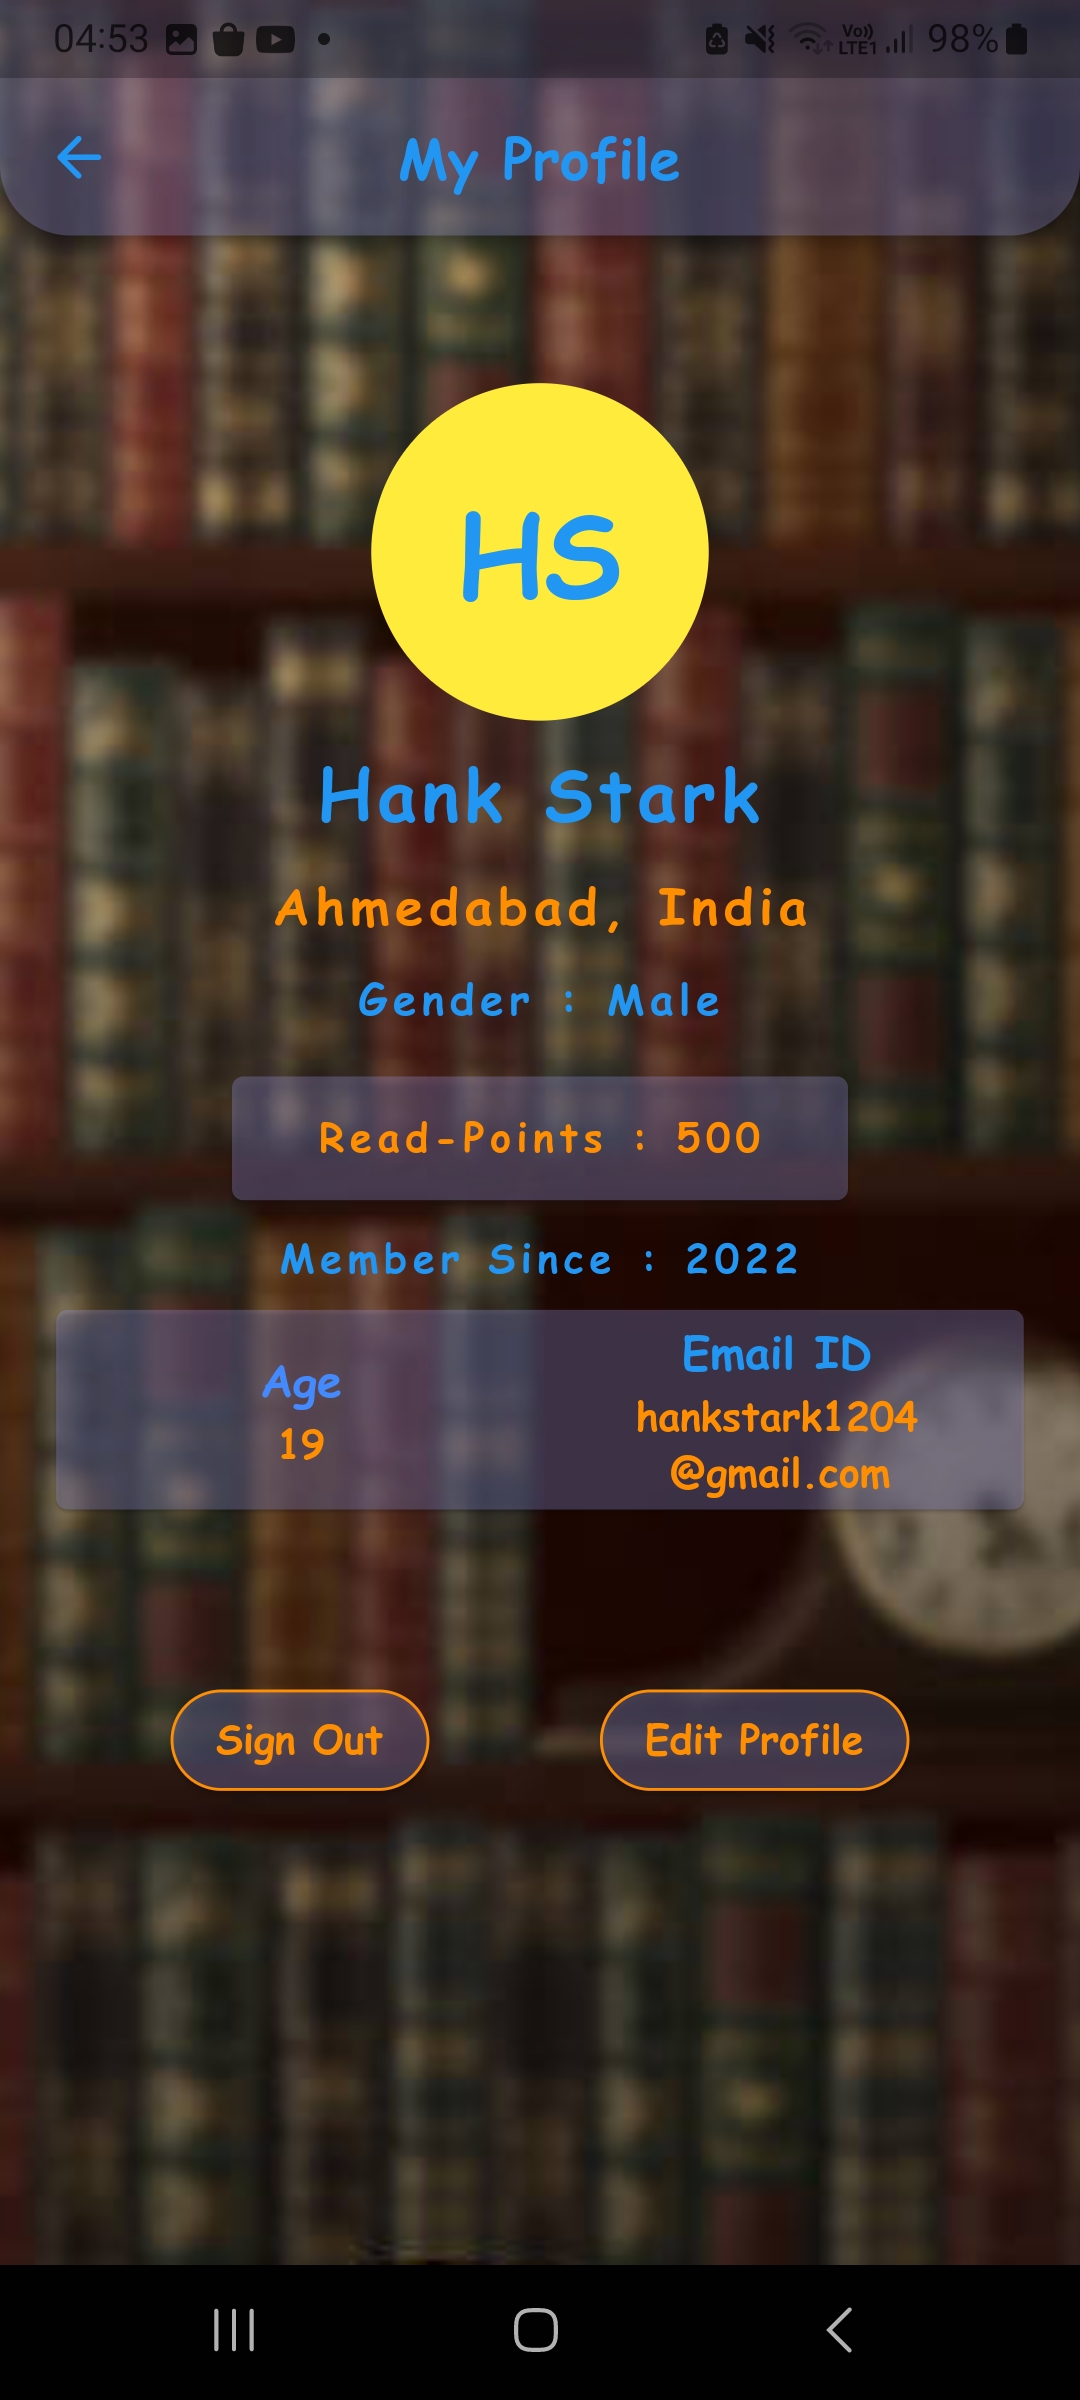 04:53 Vo)) LTE1 98%
My Profile
HS
Hank Stark
Ahmedabad, India
Gender : Male
Read-Points : 500
Member Since : 2022
Age
19
Email ID
hankstark1204
@gmail.com
Sign Out
Edit Profile